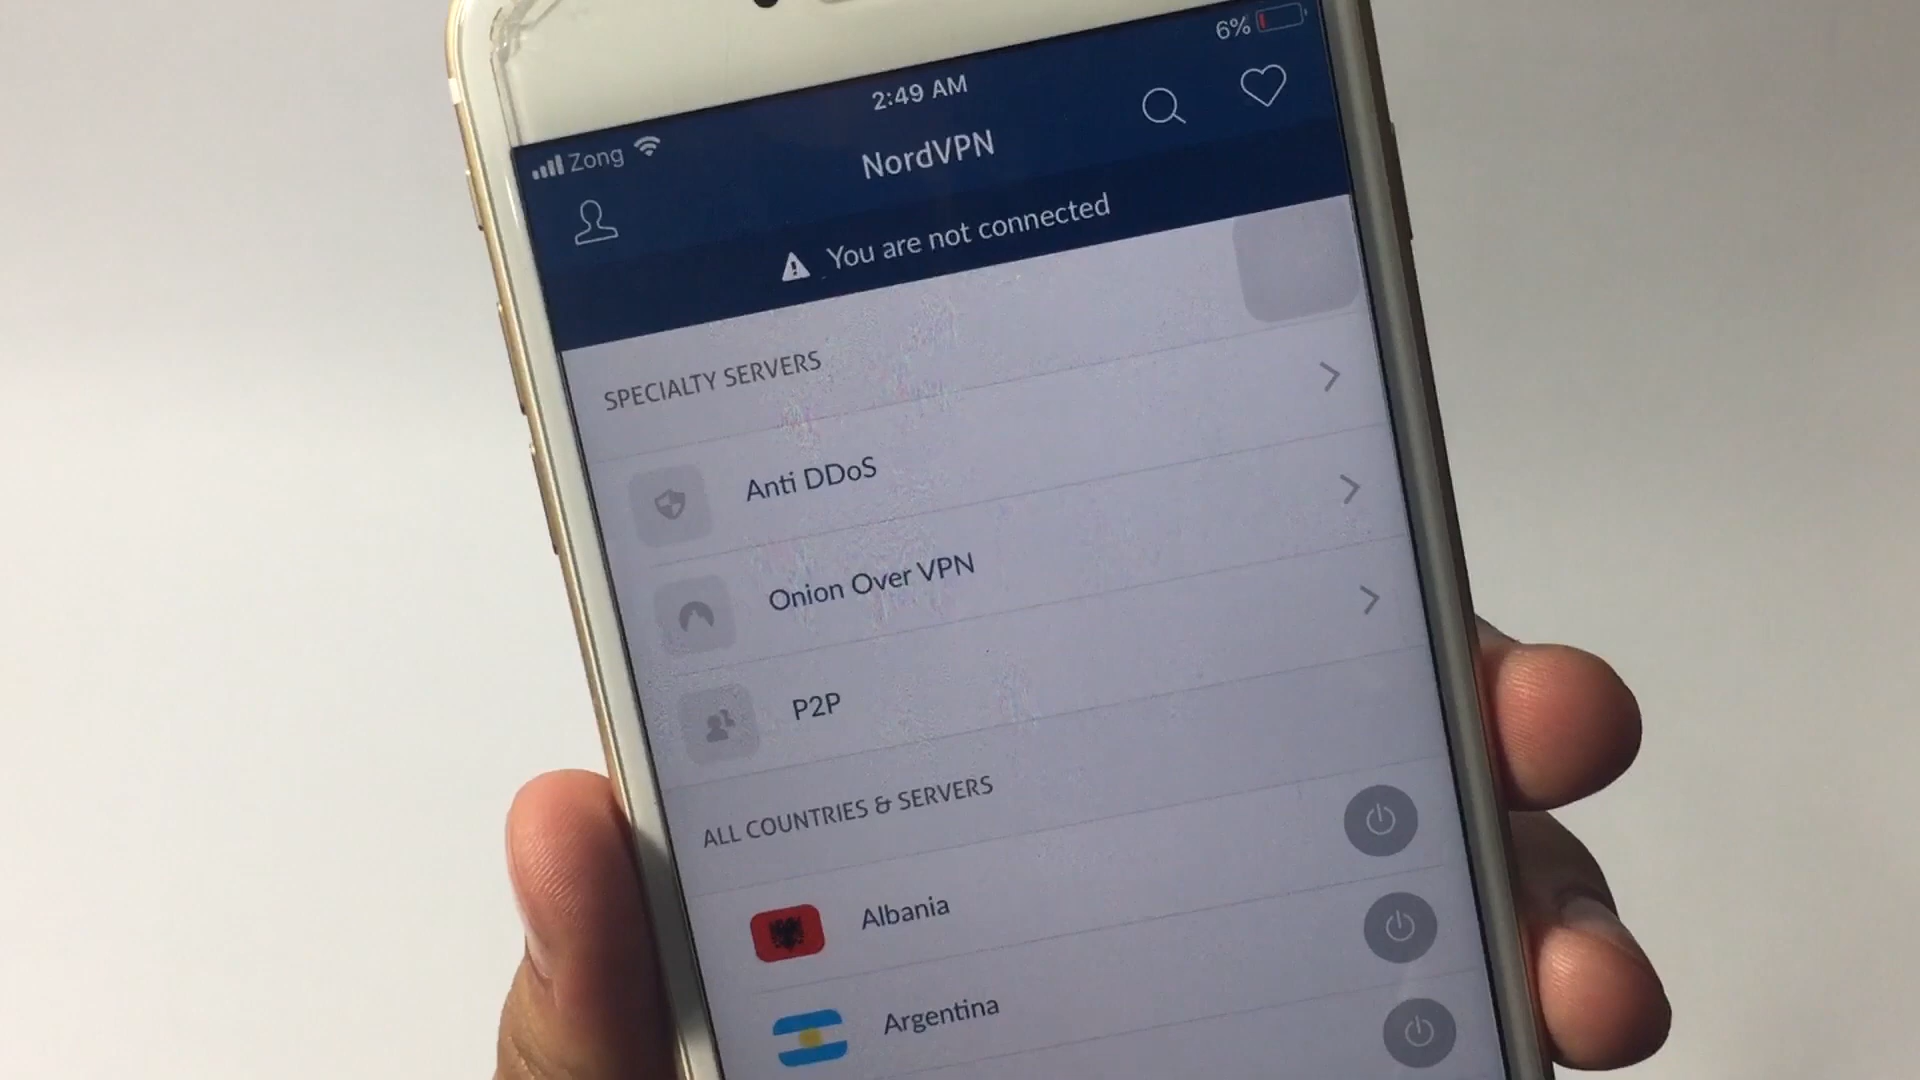 6%
2:49 AM
Zong
NordVPN
You are not connected
SPECIALTY SERVERS
Anti DDoS
Onion Over VPN
P2P
ALL COUNTRIES & SERVERS
Albania
Argentina